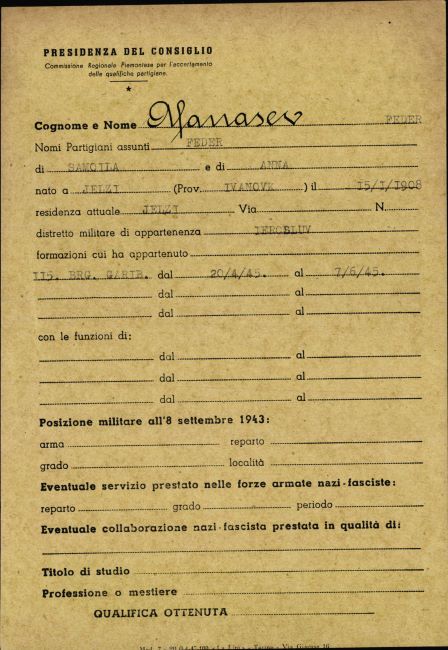 PRESIDENZA DEL CONSIGLIO
Commissione Regionale Piemontese per l'accertamento
delle qualifiche partigiane.
Cognome e Nome Afanasev FEDER
Nomi Partigiani assunti FEDER
di SAMOILA e di ANNA
nato a JELZI (Prov. IVANOVK ) il 15/I/1908
residenza attuale JELZI Via N.
distretto militare di appartenenza IEROBLUV
formazioni cui ha appartenuto
II5. BRG. GARIB. dal 20/4/45. al 7/6/45.
dal al
dal al
con le funzioni di:
dal al
dal al
dal al
Posizione militare all'8 settembre 1943:
arma reparto
grado località
Eventuale servizio prestato nelle forze armate nazi-fasciste:
reparto grado periodo
Eventuale collaborazione nazi-fascista prestata in qualità di:
Titolo di studio
Professione o mestiere
QUALIFICA OTTENUTA